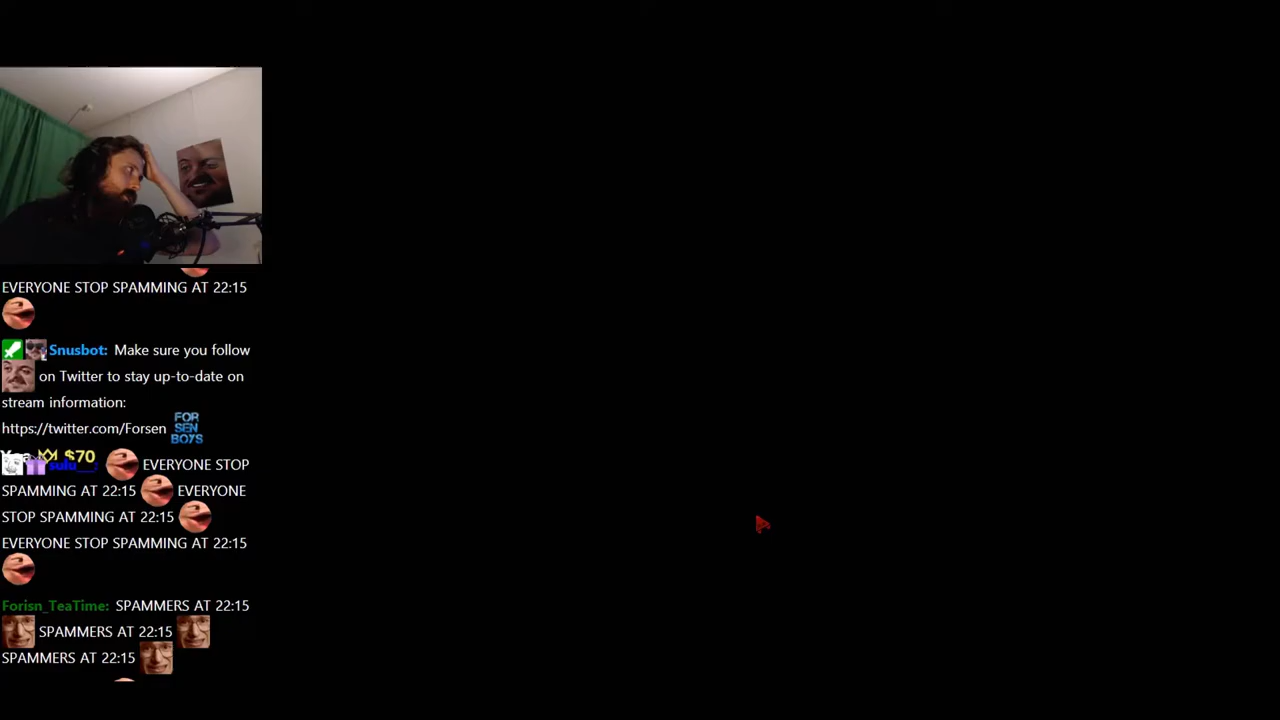 EVERYONE STOP SPAMMING AT 22:15
Snusbot: Make sure you follow
on Twitter to stay up-to-date on
stream information:
https://twitter.com/Forsen FOR
SEN
BOYS
$70
sulu__: EVERYONE STOP
SPAMMING AT 22:15 EVERYONE
STOP SPAMMING AT 22:15
EVERYONE STOP SPAMMING AT 22:15
Forisn_TeaTime: SPAMMERS AT 22:15
SPAMMERS AT 22:15
SPAMMERS AT 22:15